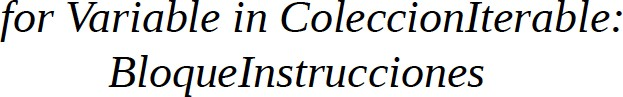 for Variable in ColeccionIterable:
BloqueInstrucciones